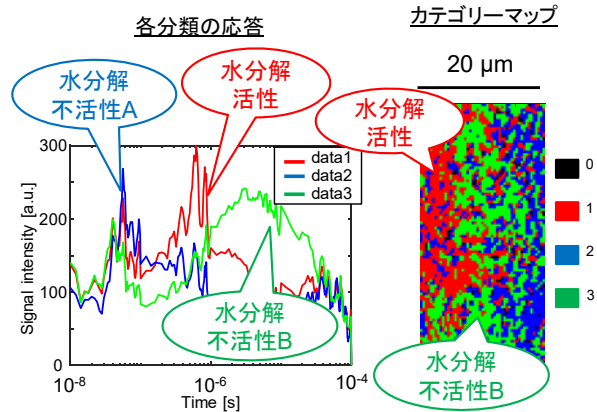 各分類の応答
カテゴリーマップ
20 μm
水分解
不活性A
水分解
活性
水分解
活性
data1
data2
data3
300
200
100
0
Signal intensity [a.u.]
水分解
不活性B
水分解
不活性B
10-8
10-6
10-4
Time [s]
0
1
2
3